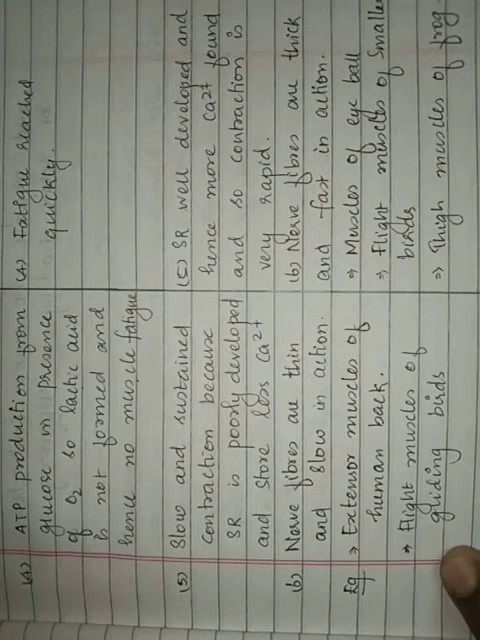 (4) ATP production from
glucose in presence
of O2 so lactic acid
is not formed and
hence no muscle fatigue
(5) Slow and sustained
contraction because
SR is poorly developed
and store less ca2+
(6) Nerve fibres are thin
and slow in action.
Eg → Extensor muscles of
human back.
→ Flight muscles of
gliding birds
(4) Fatigue reached
quickly.
(5) SR well developed and
hence more ca2+ found
and so contraction is
very rapid.
(6) Nerve fibres are thick
and fast in action.
⇒ Muscles of eye ball
⇒ Flight muscles of smaller
birds
⇒ Thigh muscles of frog